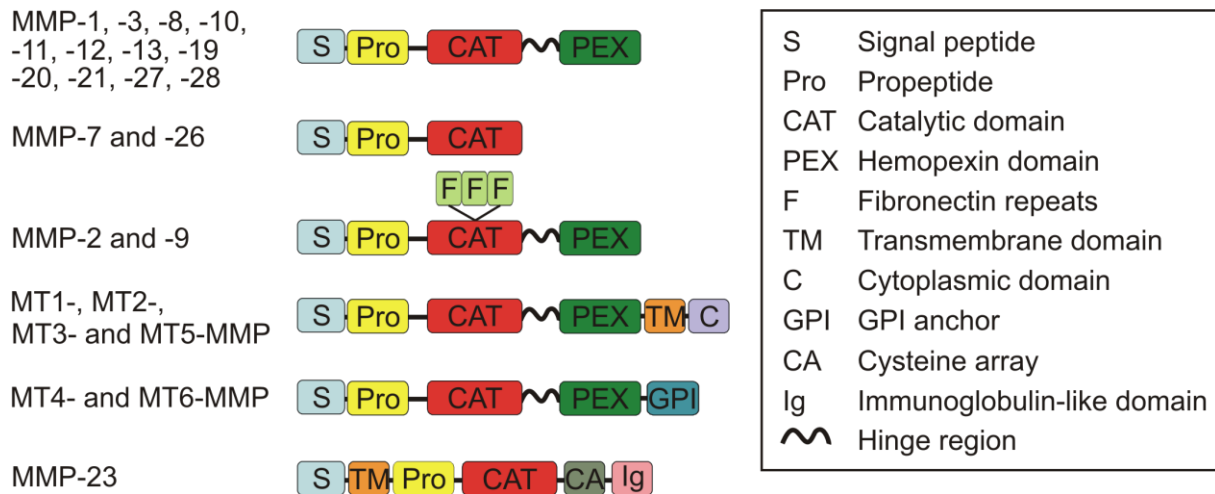 MMP-1, -3, -8, -10,
-11, -12, -13, -19
-20, -21, -27, -28
S Pro CAT PEX
MMP-7 and -26
S Pro CAT
F F F
MMP-2 and -9
S Pro CAT PEX
MT1-, MT2-,
MT3- and MT5-MMP
S Pro CAT PEX TM C
MT4- and MT6-MMP
S Pro CAT PEX GPI
MMP-23
S TM Pro CAT CA Ig
S Signal peptide
Pro Propeptide
CAT Catalytic domain
PEX Hemopexin domain
F Fibronectin repeats
TM Transmembrane domain
C Cytoplasmic domain
GPI GPI anchor
CA Cysteine array
Ig Immunoglobulin-like domain
Hinge region